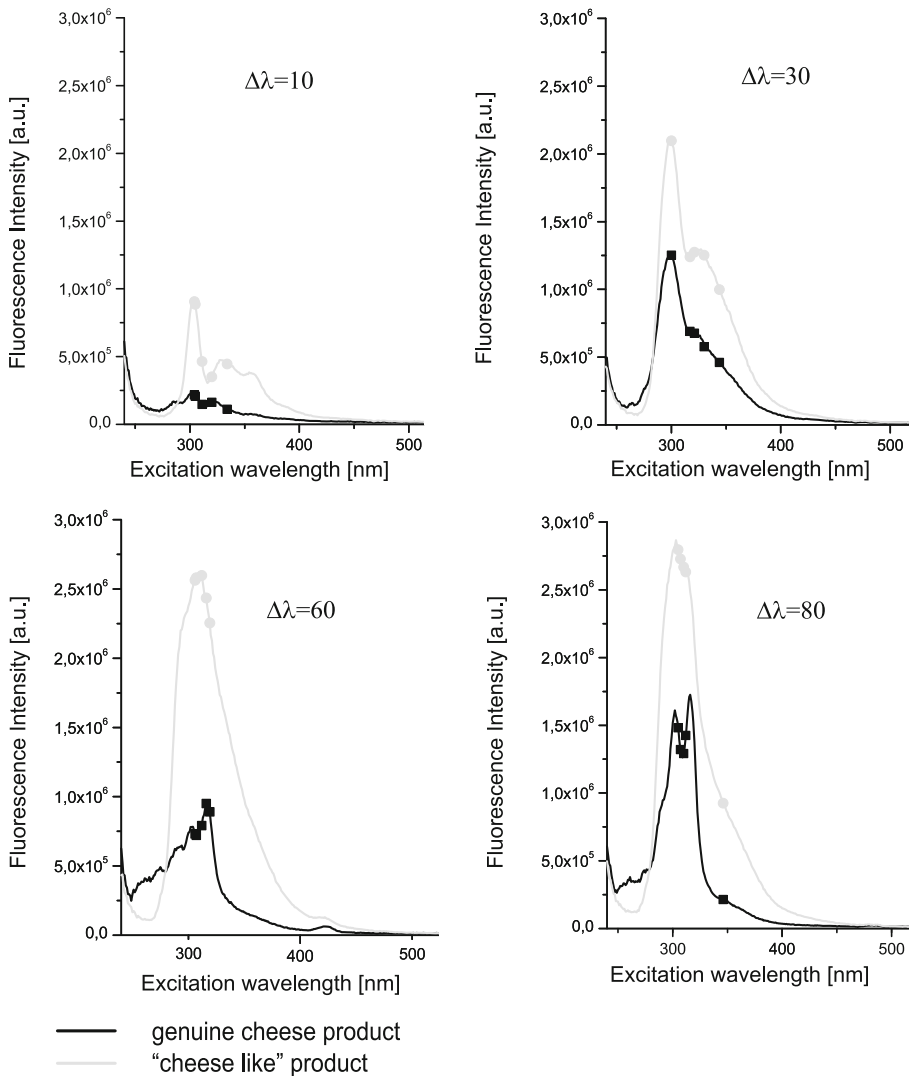 3,0x10⁶
2,5x10⁶
2,0x10⁶
1,5x10⁶
1,0x10⁶
5,0x10⁵
0,0
Fluorescence Intensity [a.u.]
Δλ=10
300 400 500
Excitation wavelength [nm]
3,0x10⁶
2,5x10⁶
2,0x10⁶
1,5x10⁶
1,0x10⁶
5,0x10⁵
0,0
Fluorescence Intensity [a.u.]
Δλ=30
300 400 500
Excitation wavelength [nm]
3,0x10⁶
2,5x10⁶
2,0x10⁶
1,5x10⁶
1,0x10⁶
5,0x10⁵
0,0
Fluorescence Intensity [a.u.]
Δλ=60
300 400 500
Excitation wavelength [nm]
3,0x10⁶
2,5x10⁶
2,0x10⁶
1,5x10⁶
1,0x10⁶
5,0x10⁵
0,0
Fluorescence Intensity [a.u.]
Δλ=80
300 400 500
Excitation wavelength [nm]
genuine cheese product
“cheese like” product